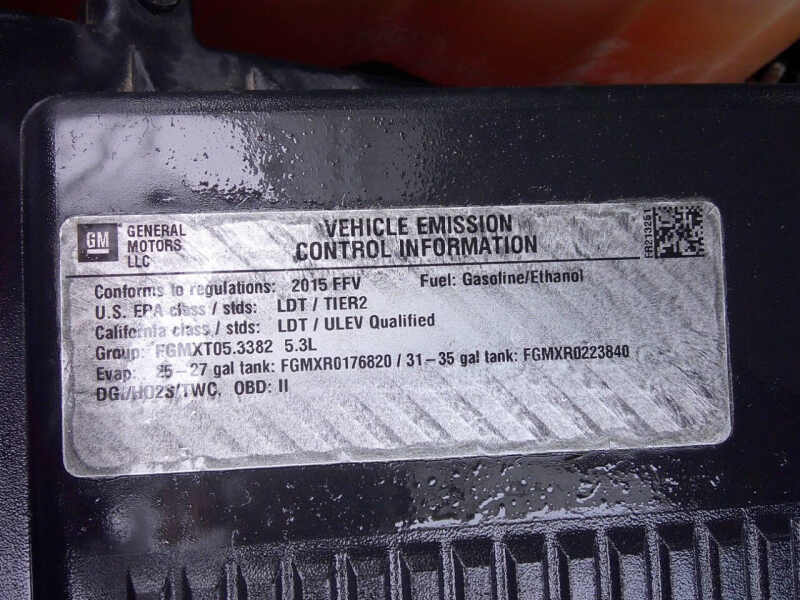 GM
GENERAL
MOTORS
LLC
VEHICLE EMISSION
CONTROL INFORMATION
Conforms to regulations: 2015 FFV Fuel: Gasoline/Ethanol
U.S. EPA class / stds: LDT / TIER2
California class / stds: LDT / ULEV Qualified
Group: FGMXT05.3382 5.3L
Evap: 25-27 gal tank: FGMXR0176820 / 31-35 gal tank: FGMXR0223840
DGI/HO2S/TWC, OBD: II